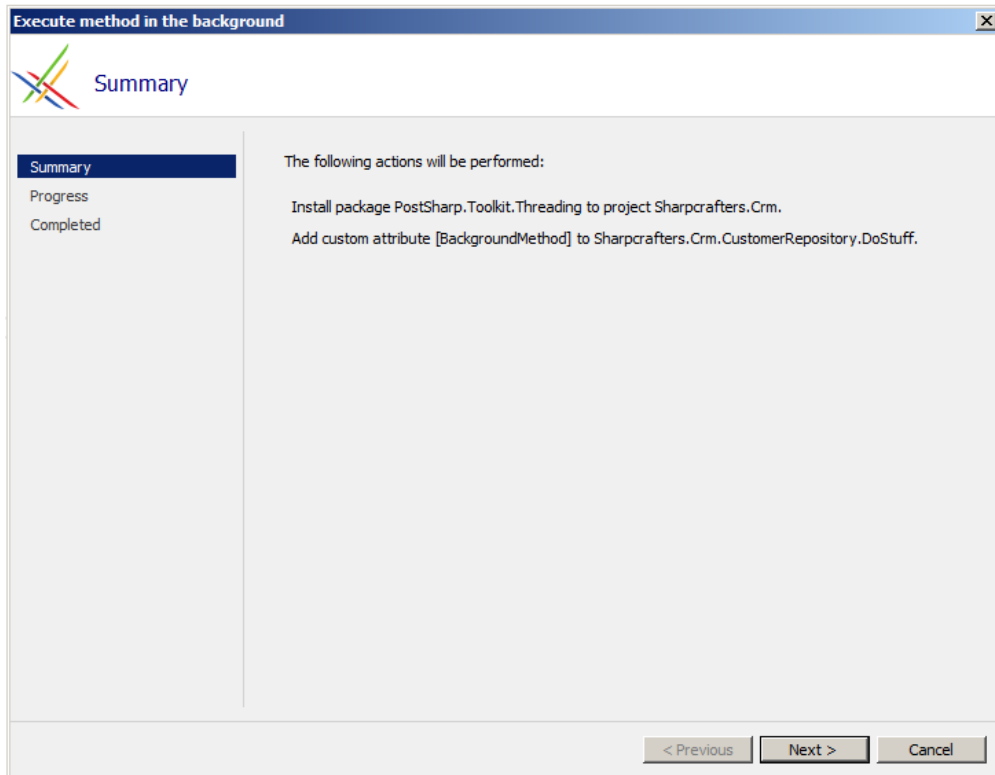 Execute method in the background
Summary
Summary
Progress
Completed
The following actions will be performed:
Install package PostSharp.Toolkit.Threading to project Sharpcrafters.Crm.
Add custom attribute [BackgroundMethod] to Sharpcrafters.Crm.CustomerRepository.DoStuff.
< Previous
Next >
Cancel